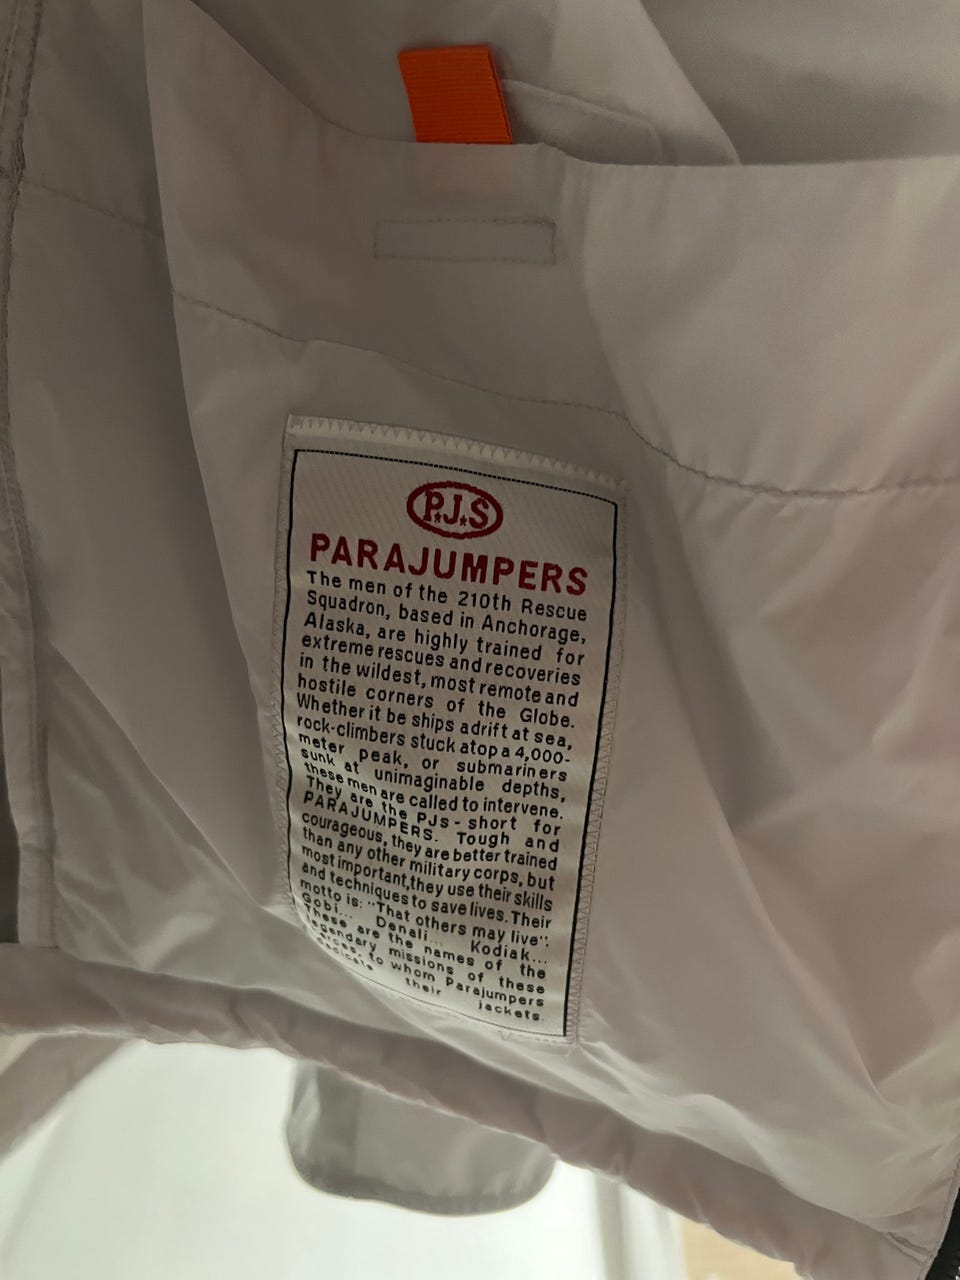 P.J.S
PARAJUMPERS
The men of the 210th Rescue
Squadron, based in Anchorage,
Alaska, are highly trained for
extreme rescues and recoveries
in the wildest, most remote and
hostile corners of the Globe.
Whether it be ships adrift at sea,
rock-climbers stuck atop a 4,000-
meter peak, or submariners
sunk at unimaginable depths,
these men are called to intervene.
They are the PJs - short for
PARAJUMPERS. Tough and
courageous, they are better trained
than any other military corps, but
most important,they use their skills
and techniques to save lives. Their
motto is: "That others may live".
Gobi... Denali... Kodiak...
These are the names of the
legendary missions of these
to whom Parajumpers
dedicate their jackets.